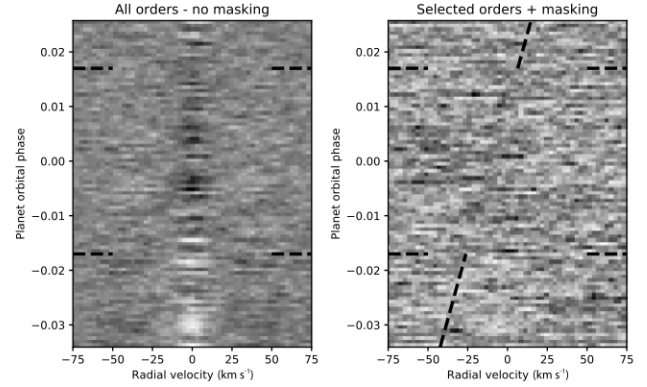 All orders - no masking
Selected orders + masking
Planet orbital phase
0.02
0.01
0.00
−0.01
−0.02
−0.03
−75 −50 −25 0 25 50 75
Radial velocity (km s⁻¹)
Planet orbital phase
0.02
0.01
0.00
−0.01
−0.02
−0.03
−75 −50 −25 0 25 50 75
Radial velocity (km s⁻¹)